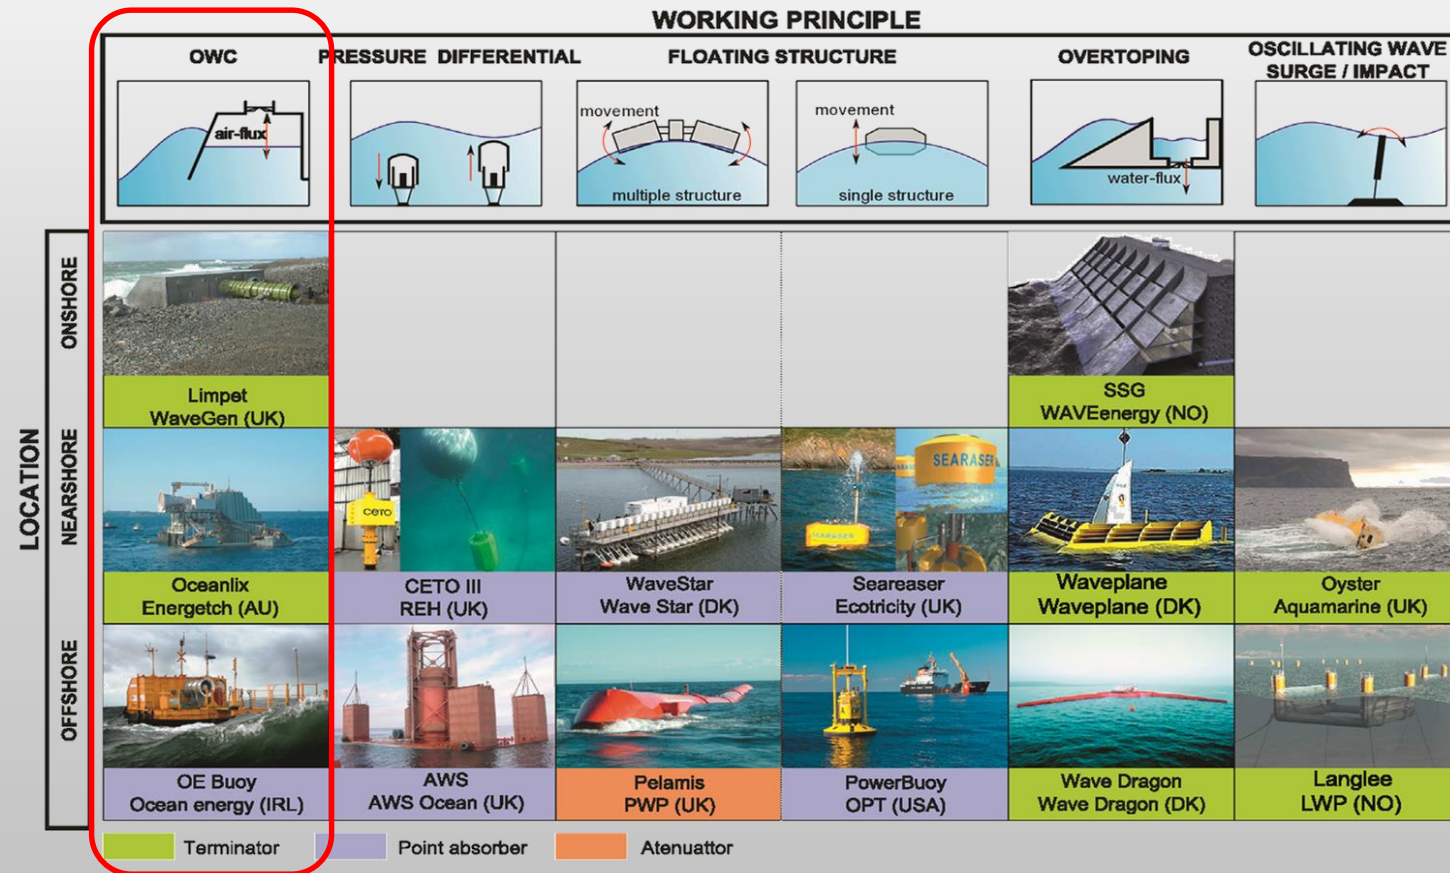 WORKING PRINCIPLE
OWC
PRESSURE DIFFERENTIAL
FLOATING STRUCTURE
OVERTOPING
OSCILLATING WAVE
SURGE / IMPACT
air-flux
movement
multiple structure
movement
single structure
water-flux
LOCATION
ONSHORE
Limpet
WaveGen (UK)
SSG
WAVEenergy (NO)
NEARSHORE
CETO
SEARASER
SEARASER
Oceanlix
Energetch (AU)
CETO III
REH (UK)
WaveStar
Wave Star (DK)
Seareaser
Ecotricity (UK)
Waveplane
Waveplane (DK)
Oyster
Aquamarine (UK)
OFFSHORE
OE Buoy
Ocean energy (IRL)
AWS
AWS Ocean (UK)
Pelamis
PWP (UK)
PowerBuoy
OPT (USA)
Wave Dragon
Wave Dragon (DK)
Langlee
LWP (NO)
Terminator
Point absorber
Atenuattor